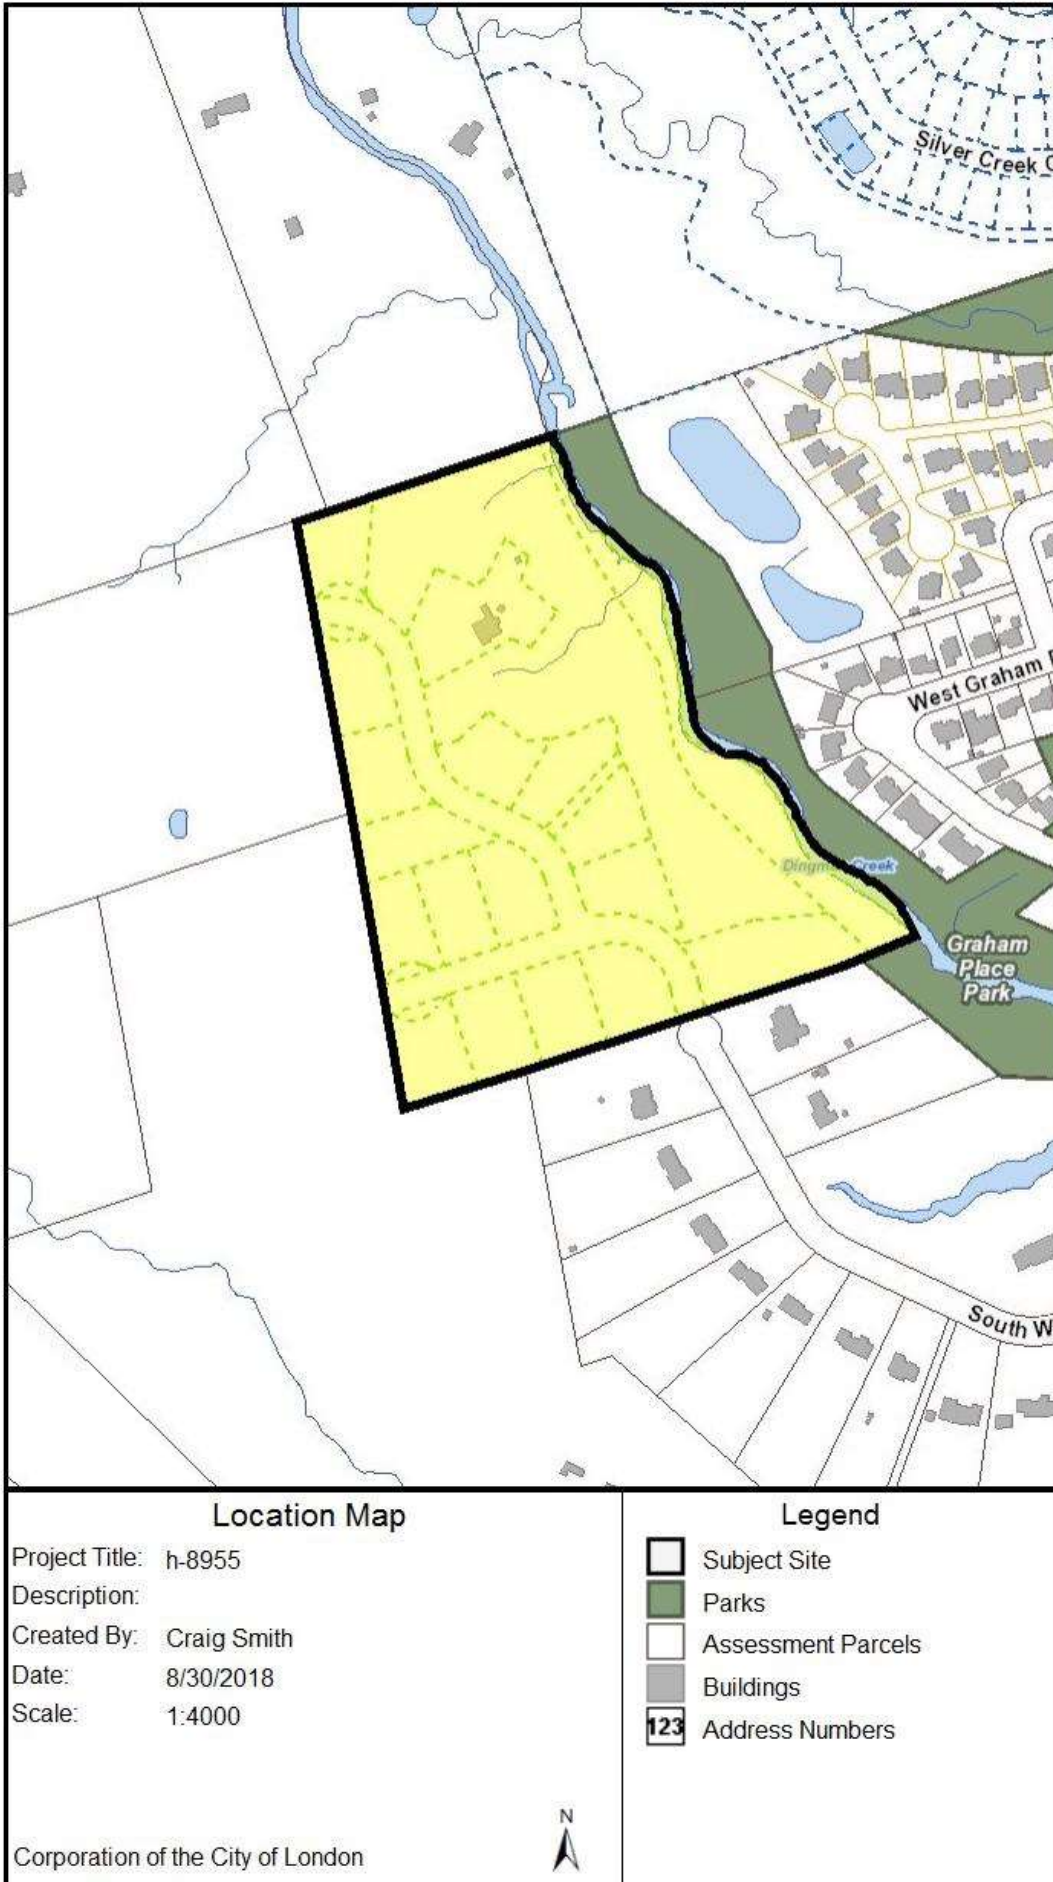 Silver Creek C
West Graham
Dingm Creek
Graham
Place
Park
South W
Location Map
Project Title: h-8955
Description:
Created By: Craig Smith
Date: 8/30/2018
Scale: 1:4000
N
Corporation of the City of London
Legend
Subject Site
Parks
Assessment Parcels
Buildings
123 Address Numbers